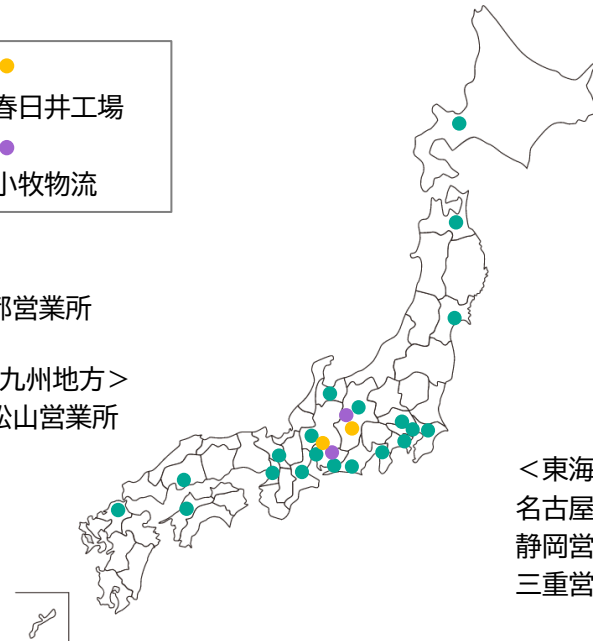 春日井工場
小牧物流
都営業所
九州地方＞
松山営業所
＜東海
名古屋
静岡営
三重営